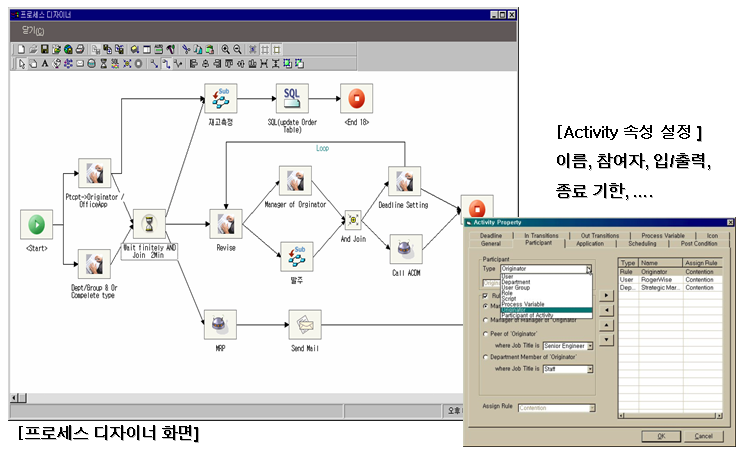 프로세스 디자이너
닫기(C)
재고측정
SQL(update Order
Table)
<End 18>
Loop
Ptcpt->Originator /
OfficeApp
Manager of Orginator
Deadline Setting
<Start>
Wait finitely AND
Join 2Min
Revise
And Join
Dept/Group & Or
Compelete type
발주
Call ACDM
MRP
Send Mail
오후
[프로세스 디자이너 화면]
[Activity 속성 설정 ]
이름, 참여자, 입/출력,
종료 기한, ....
Activity Property
Deadline In Transitions Out Transitions Process Variable Icon
General Participant Application Scheduling Post Condition
Participant
Type Originator
User
Department
User Group
Role
Script
Process Variable
Originator
Participant of Activity
Manager of Manager of 'Originator'
Peer of 'Originator'
where Job Title is Senior Engineer
Department Member of 'Originator'
where Job Title is Staff
Assign Rule Contention
Type Name Assign Rule
Rule Originator Contention
User RogerWise Contention
Dep... Strategic Mar... Contention
OK Cancel